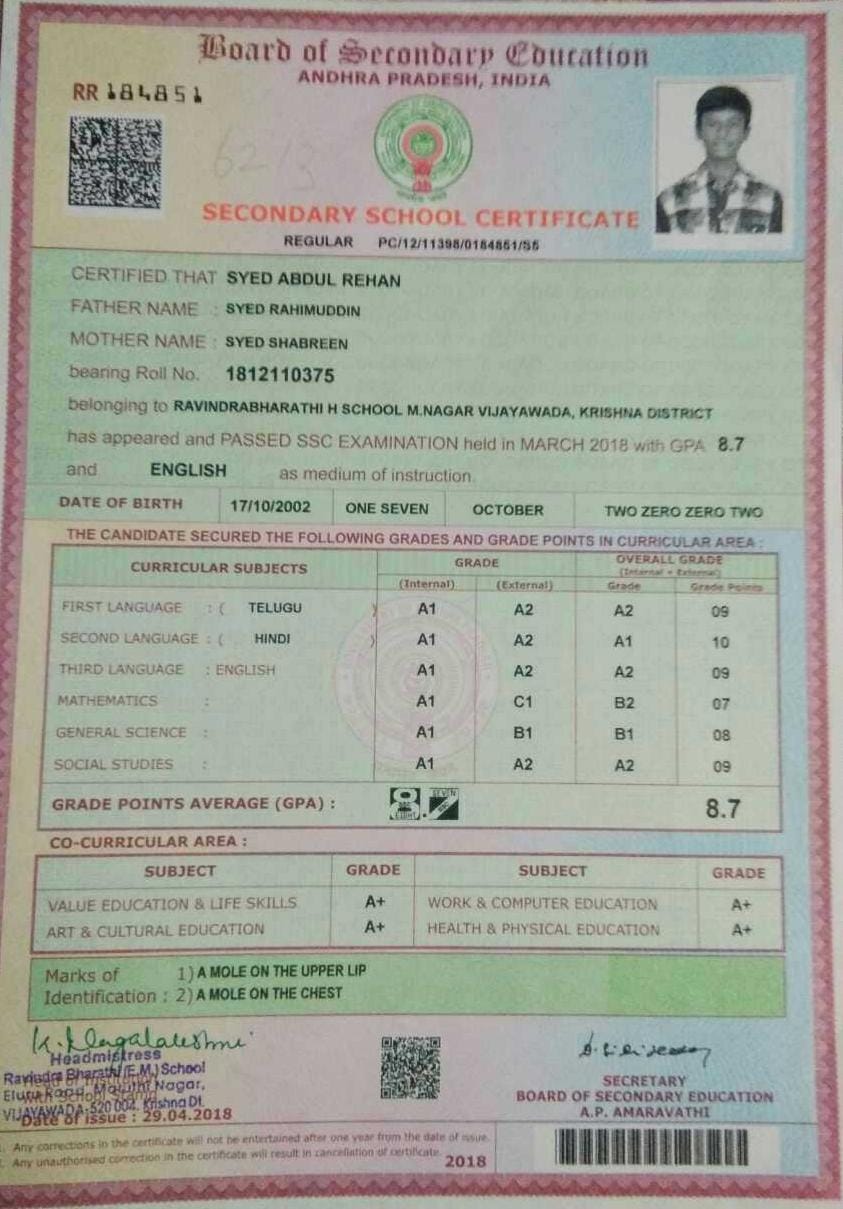 Board of Secondary Education
ANDHRA PRADESH, INDIA
RR 184851
62/3
SECONDARY SCHOOL CERTIFICATE
REGULAR PC/12/11398/0184851/S5
CERTIFIED THAT SYED ABDUL REHAN
FATHER NAME : SYED RAHIMUDDIN
MOTHER NAME : SYED SHABREEN
bearing Roll No. 1812110375
belonging to RAVINDRABHARATHI H SCHOOL M.NAGAR VIJAYAWADA, KRISHNA DISTRICT
has appeared and PASSED SSC EXAMINATION held in MARCH 2018 with GPA 8.7
and ENGLISH as medium of instruction.
DATE OF BIRTH 17/10/2002 ONE SEVEN OCTOBER TWO ZERO ZERO TWO
THE CANDIDATE SECURED THE FOLLOWING GRADES AND GRADE POINTS IN CURRICULAR AREA :
CURRICULAR SUBJECTS GRADE OVERALL GRADE
(Internal + External)
(Internal) (External) Grade Grade Points
FIRST LANGUAGE : ( TELUGU ) A1 A2 A2 09
SECOND LANGUAGE : ( HINDI ) A1 A2 A1 10
THIRD LANGUAGE : ENGLISH A1 A2 A2 09
MATHEMATICS : A1 C1 B2 07
GENERAL SCIENCE : A1 B1 B1 08
SOCIAL STUDIES : A1 A2 A2 09
GRADE POINTS AVERAGE (GPA) : 8 EIGHT . 7 SEVEN 8.7
CO-CURRICULAR AREA :
SUBJECT GRADE SUBJECT GRADE
VALUE EDUCATION & LIFE SKILLS A+ WORK & COMPUTER EDUCATION A+
ART & CULTURAL EDUCATION A+ HEALTH & PHYSICAL EDUCATION A+
Marks of 1) A MOLE ON THE UPPER LIP
Identification : 2) A MOLE ON THE CHEST
K. Nagalakshmi
Headmistress
Ravindra Bharathi (E.M.) School
Eluru Road, Maruthi Nagar,
VIJAYAWADA-520 004. Krishna Dt.
Date of issue : 29.04.2018
SECRETARY
BOARD OF SECONDARY EDUCATION
A.P. AMARAVATHI
1. Any corrections in the certificate will not be entertained after one year from the date of issue.
2. Any unauthorised correction in the certificate will result in cancellation of certificate.
2018